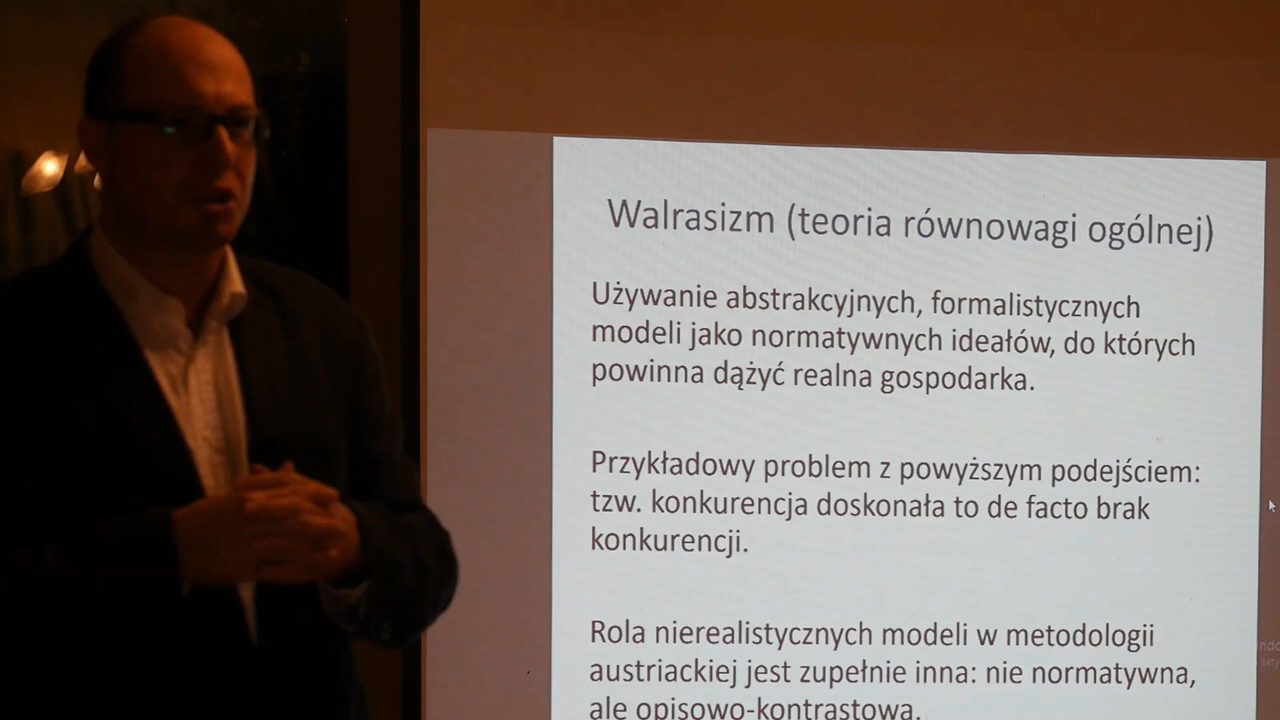 Walrasizm (teoria równowagi ogólnej)
Używanie abstrakcyjnych, formalistycznych
modeli jako normatywnych ideałów, do których
powinna dążyć realna gospodarka.
Przykładowy problem z powyższym podejściem:
tzw. konkurencja doskonała to de facto brak
konkurencji.
Rola nierealistycznych modeli w metodologii
austriackiej jest zupełnie inna: nie normatywna,
ale opisowo-kontrastowa.